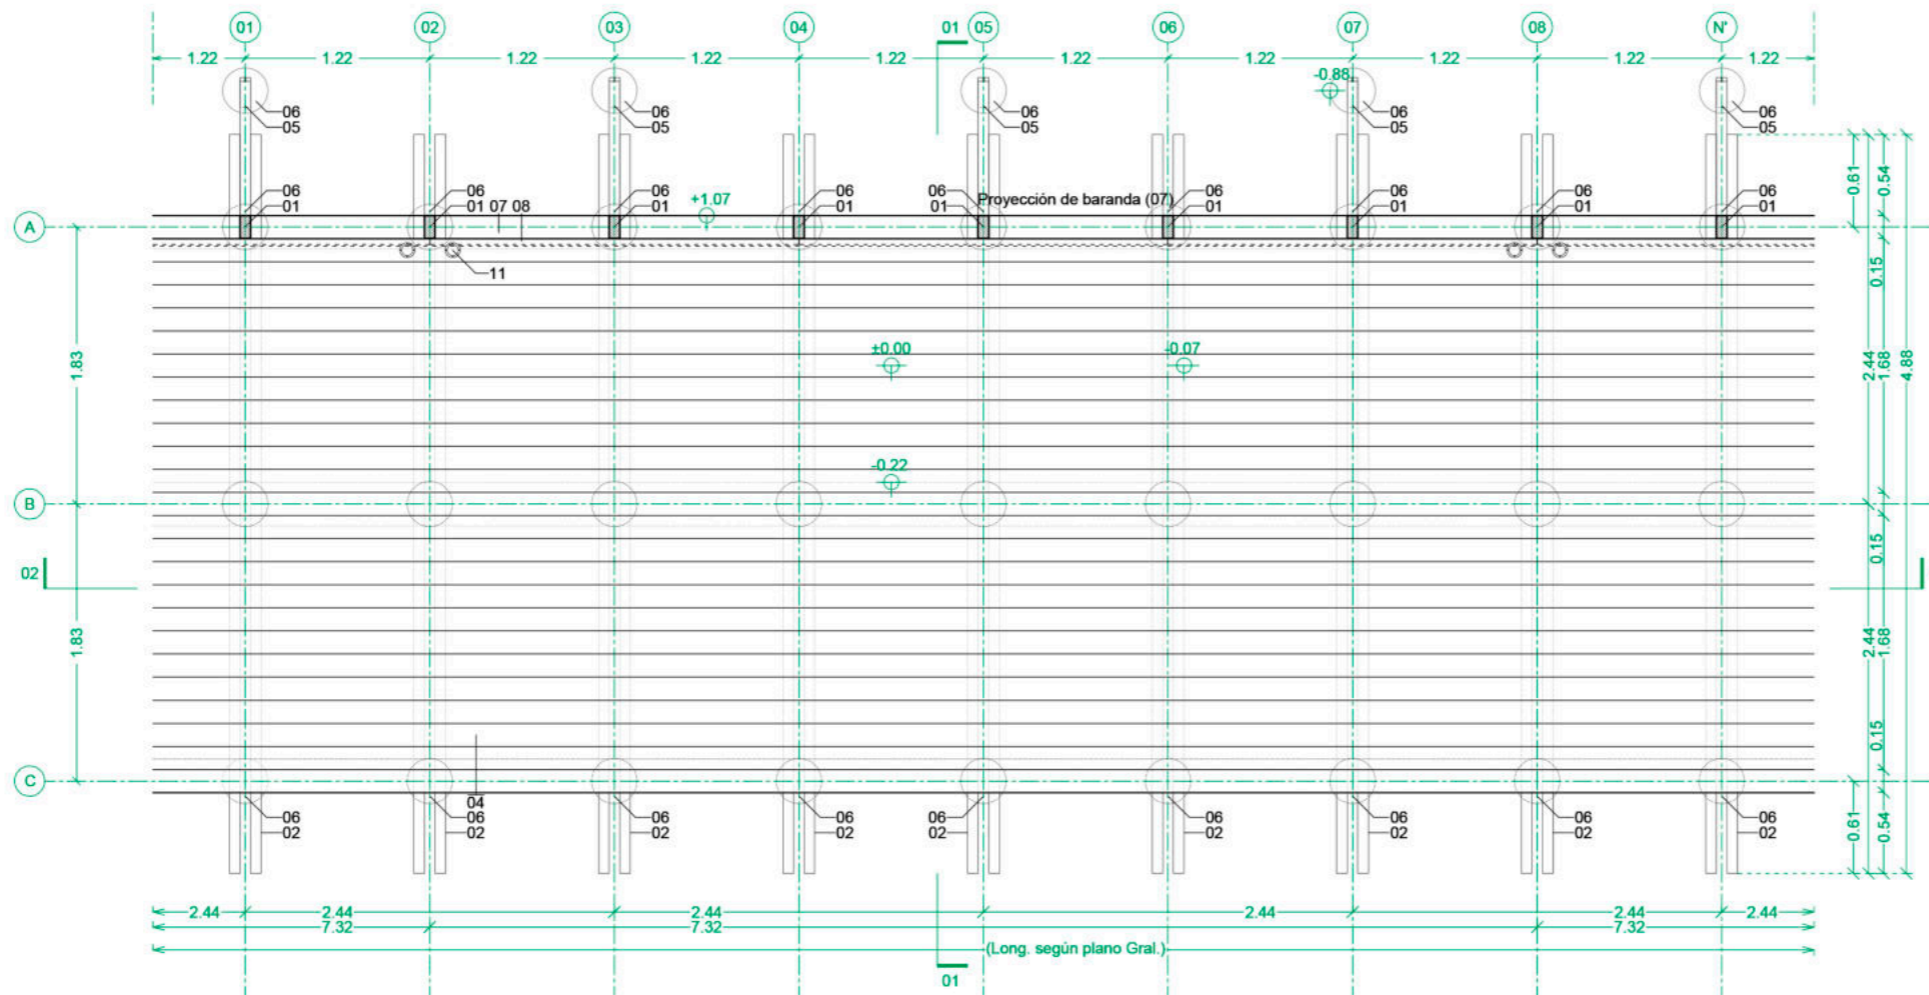 01 02 03 04 01 05 06 07 08 N'
1.22 1.22 1.22 1.22 1.22 1.22 1.22 1.22 1.22 1.22
-0.88
06 06 06 06 06
05 05 05 05 05
06 06 06 06 06 06 06 06 06
+1.07 Proyección de baranda (07)
01 01 07 08 01 01 01 01 01 01 01
A
11
0.61 0.54
0.15
±0.00 -0.07
1.83
2.44 1.68 4.88
-0.22
B
0.15
02
1.83
2.44 1.68
0.15
C
04
06 06 06 06 06 06 06 06 06
02 02 02 02 02 02 02 02 02
0.61 0.54
2.44 2.44 2.44 2.44 2.44 2.44
7.32 7.32 7.32
(Long. según plano Gral.)
01